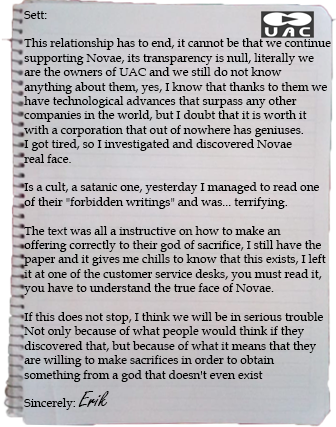 Sett:
UAC
This relationship has to end, it cannot be that we continue
supporting Novae, its transparency is null, literally we
are the owners of UAC and we still do not know
anything about them, yes, I know that thanks to them we
have technological advances that surpass any other
companies in the world, but I doubt that it is worth it
with a corporation that out of nowhere has geniuses.
I got tired, so I investigated and discovered Novae
real face.
Is a cult, a satanic one, yesterday I managed to read one
of their "forbidden writings" and was... terrifying.
The text was all a instructive on how to make an
offering correctly to their god of sacrifice, I still have the
paper and it gives me chills to know that this exists, I left
it at one of the customer service desks, you must read it,
you have to understand the true face of Novae.
If this does not stop, I think we will be in serious trouble
Not only because of what people would think if they
discovered that, but because of what it means that they
are willing to make sacrifices in order to obtain
something from a god that doesn't even exist
Sincerely: Erik